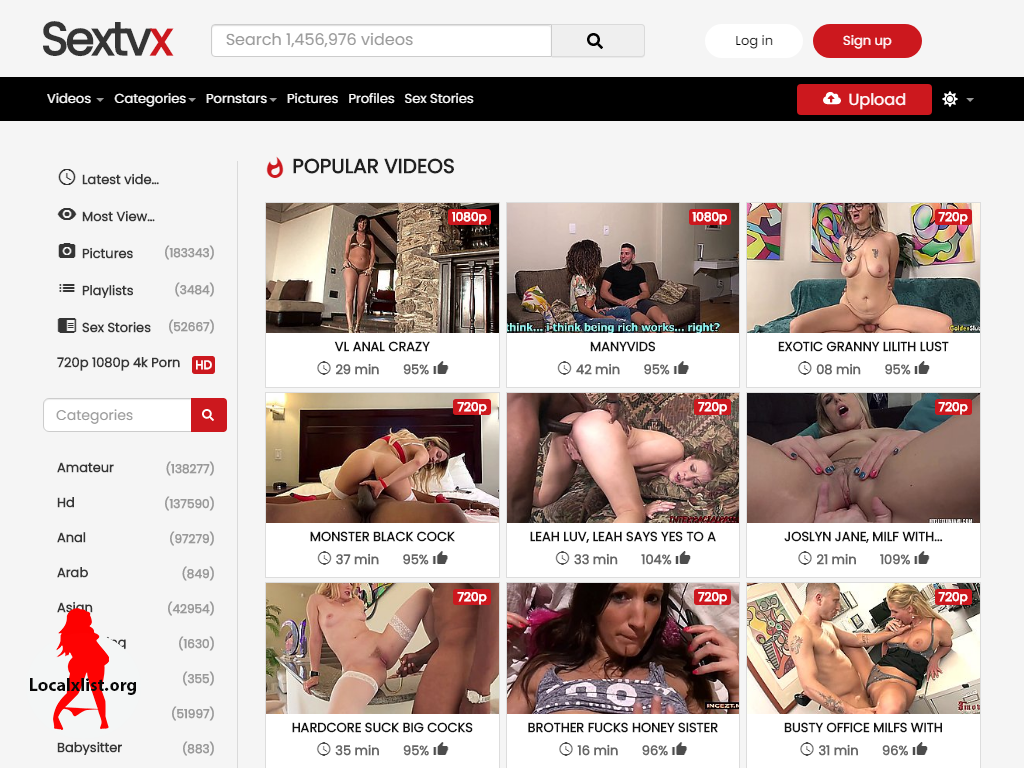 Sextvx
Search 1,456,976 videos
Log in
Sign up
Videos
Categories
Pornstars
Pictures
Profiles
Sex Stories
Upload
Latest vide...
Most View...
Pictures (183343)
Playlists (3484)
Sex Stories (52667)
720p 1080p 4k Porn HD
Categories
Amateur (138277)
Hd (137590)
Anal (97279)
Arab (849)
Asian (42954)
(1630)
(355)
Localxlist.org
(51997)
Babysitter (883)
POPULAR VIDEOS
1080p
VL ANAL CRAZY
29 min 95%
1080p
think... i think being rich works... right?
MANYVIDS
42 min 95%
720p
EXOTIC GRANNY LILITH LUST
08 min 95%
720p
MONSTER BLACK COCK
37 min 95%
720p
LEAH LUV, LEAH SAYS YES TO A
33 min 104%
720p
JOSLYN JANE, MILF WITH...
21 min 109%
720p
HARDCORE SUCK BIG COCKS
35 min 95%
720p
BROTHER FUCKS HONEY SISTER
16 min 96%
720p
BUSTY OFFICE MILFS WITH
31 min 96%